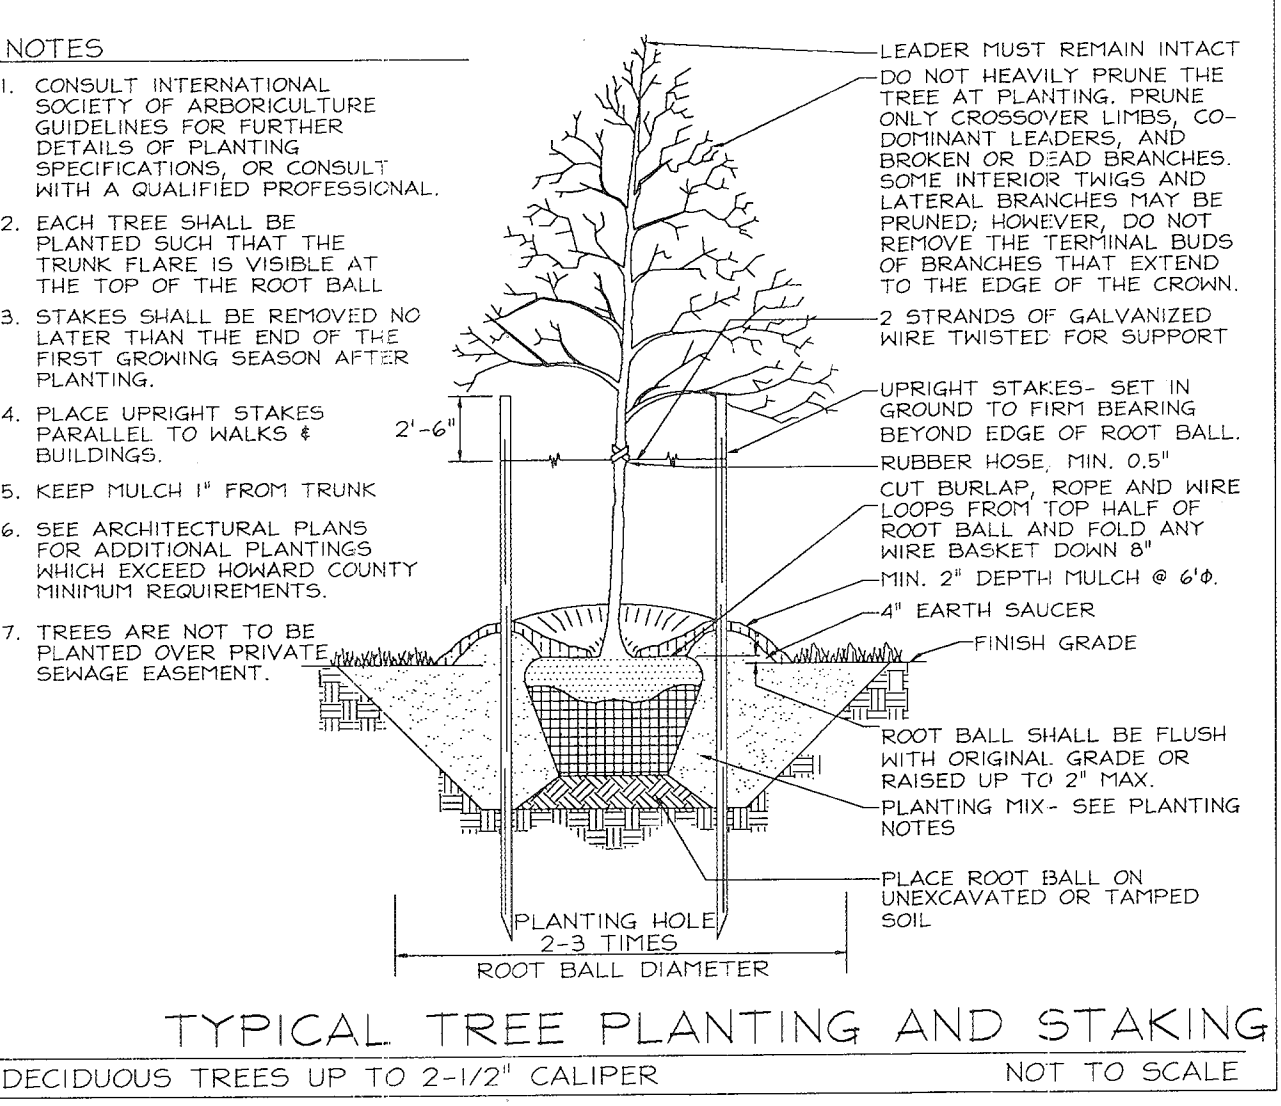 NOTES
1. CONSULT INTERNATIONAL
SOCIETY OF ARBORICULTURE
GUIDELINES FOR FURTHER
DETAILS OF PLANTING
SPECIFICATIONS, OR CONSULT
WITH A QUALIFIED PROFESSIONAL.
2. EACH TREE SHALL BE
PLANTED SUCH THAT THE
TRUNK FLARE IS VISIBLE AT
THE TOP OF THE ROOT BALL
3. STAKES SHALL BE REMOVED NO
LATER THAN THE END OF THE
FIRST GROWING SEASON AFTER
PLANTING.
4. PLACE UPRIGHT STAKES
PARALLEL TO WALKS &
BUILDINGS.
5. KEEP MULCH 1" FROM TRUNK
6. SEE ARCHITECTURAL PLANS
FOR ADDITIONAL PLANTINGS
WHICH EXCEED HOWARD COUNTY
MINIMUM REQUIREMENTS.
7. TREES ARE NOT TO BE
PLANTED OVER PRIVATE
SEWAGE EASEMENT.
2'-6"
LEADER MUST REMAIN INTACT
DO NOT HEAVILY PRUNE THE
TREE AT PLANTING. PRUNE
ONLY CROSSOVER LIMBS, CO-
DOMINANT LEADERS, AND
BROKEN OR DEAD BRANCHES.
SOME INTERIOR TWIGS AND
LATERAL BRANCHES MAY BE
PRUNED; HOWEVER, DO NOT
REMOVE THE TERMINAL BUDS
OF BRANCHES THAT EXTEND
TO THE EDGE OF THE CROWN.
2 STRANDS OF GALVANIZED
WIRE TWISTED FOR SUPPORT
UPRIGHT STAKES- SET IN
GROUND TO FIRM BEARING
BEYOND EDGE OF ROOT BALL.
RUBBER HOSE, MIN. 0.5"
CUT BURLAP, ROPE AND WIRE
LOOPS FROM TOP HALF OF
ROOT BALL AND FOLD ANY
WIRE BASKET DOWN 8"
MIN. 2" DEPTH MULCH @ 6'Φ.
4" EARTH SAUCER
FINISH GRADE
ROOT BALL SHALL BE FLUSH
WITH ORIGINAL GRADE OR
RAISED UP TO 2" MAX.
PLANTING MIX- SEE PLANTING
NOTES
PLACE ROOT BALL ON
UNEXCAVATED OR TAMPED
SOIL
PLANTING HOLE
2-3 TIMES
ROOT BALL DIAMETER
TYPICAL TREE PLANTING AND STAKING
DECIDUOUS TREES UP TO 2-1/2" CALIPER
NOT TO SCALE